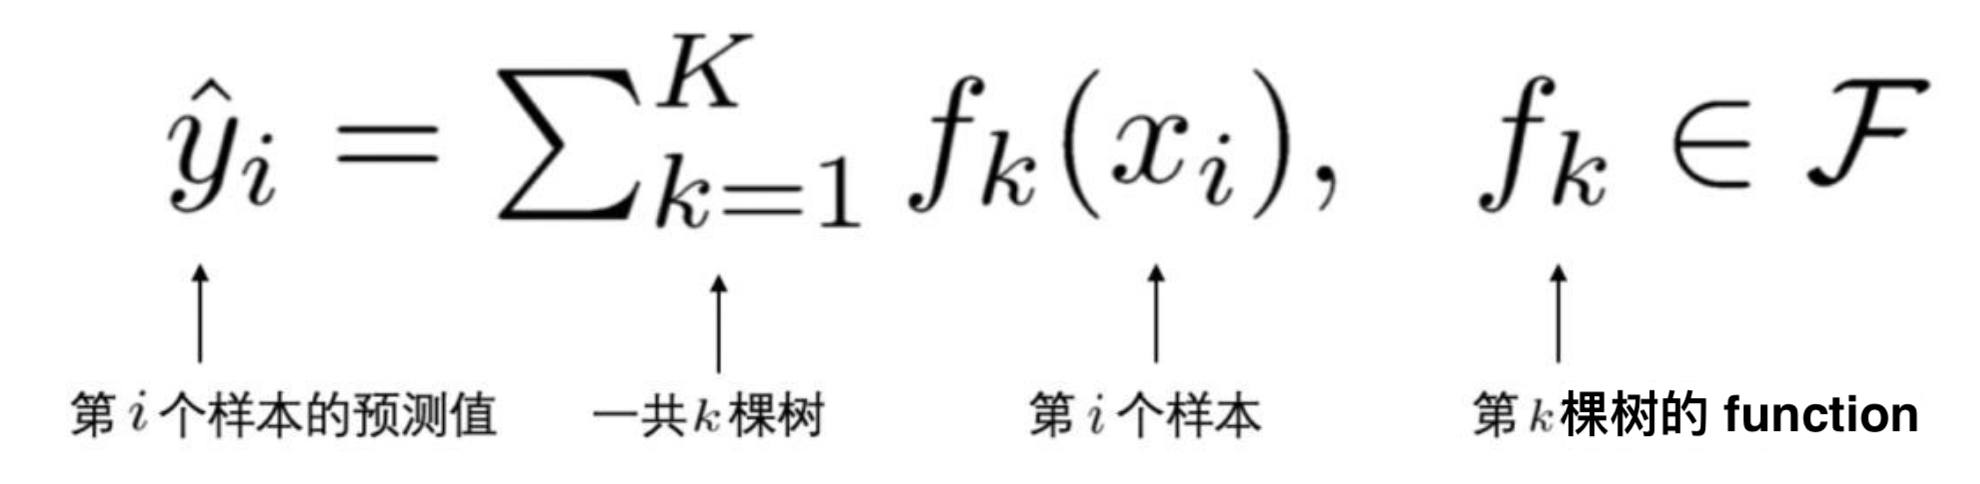 ŷᵢ = ∑ₖ₌₁ᴷ fₖ(xᵢ), fₖ ∈ ℱ
第 i 个样本的预测值 一共 k 棵树 第 i 个样本 第 k 棵树的 function